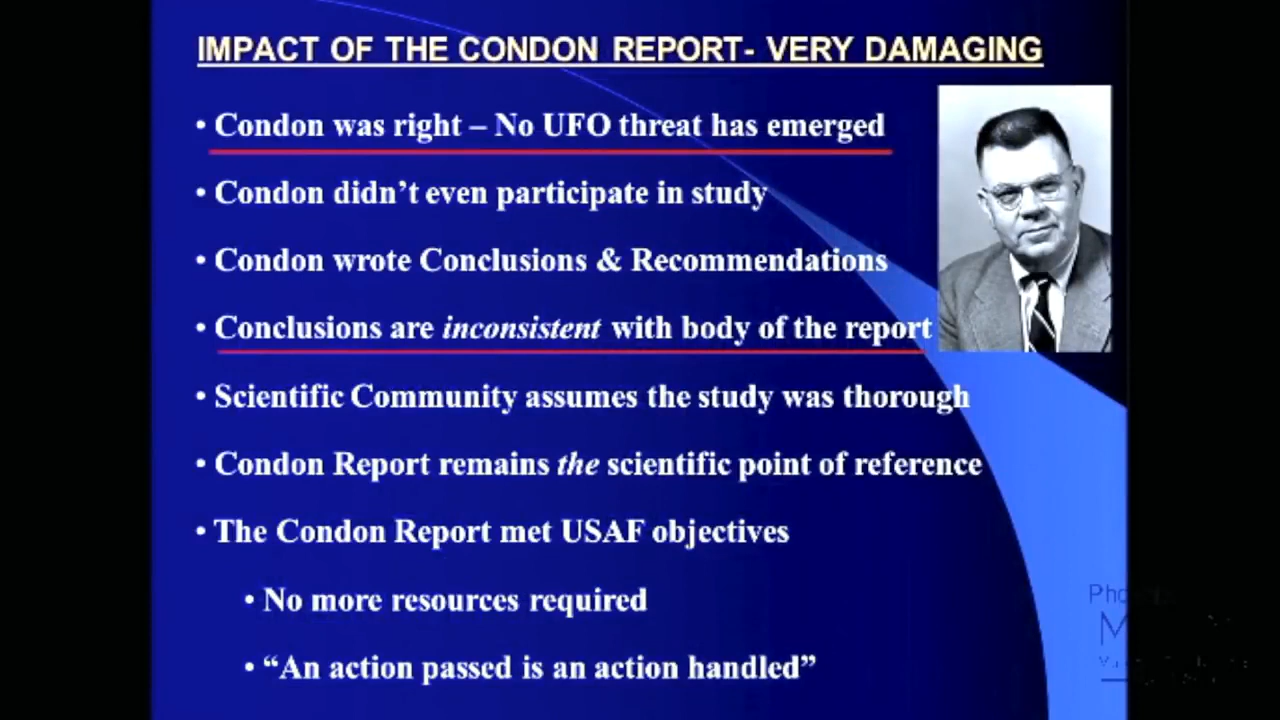 IMPACT OF THE CONDON REPORT- VERY DAMAGING
• Condon was right – No UFO threat has emerged
• Condon didn’t even participate in study
• Condon wrote Conclusions & Recommendations
• Conclusions are inconsistent with body of the report
• Scientific Community assumes the study was thorough
• Condon Report remains the scientific point of reference
• The Condon Report met USAF objectives
• No more resources required
• “An action passed is an action handled”